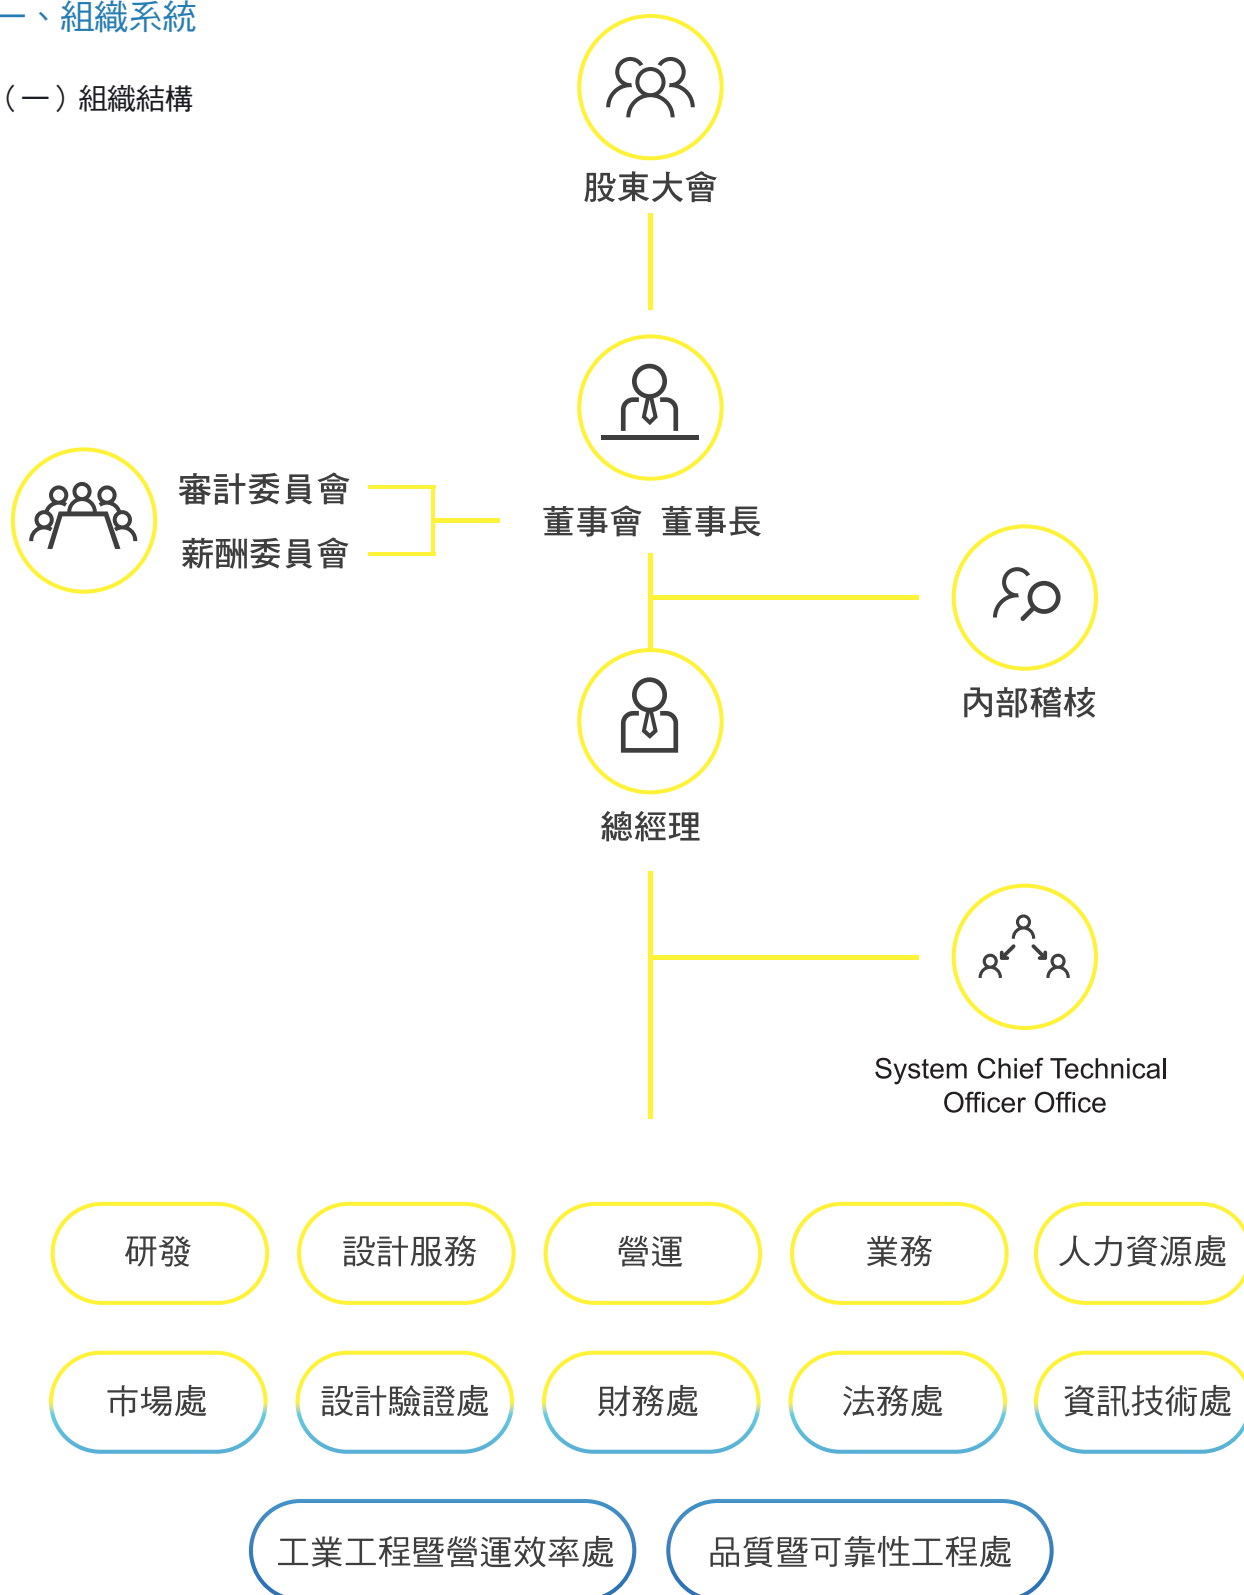 一、組織系統
（一）組織結構
股東大會
審計委員會
薪酬委員會
董事會 董事長
內部稽核
總經理
System Chief Technical
Officer Office
研發
設計服務
營運
業務
人力資源處
市場處
設計驗證處
財務處
法務處
資訊技術處
工業工程暨營運效率處
品質暨可靠性工程處